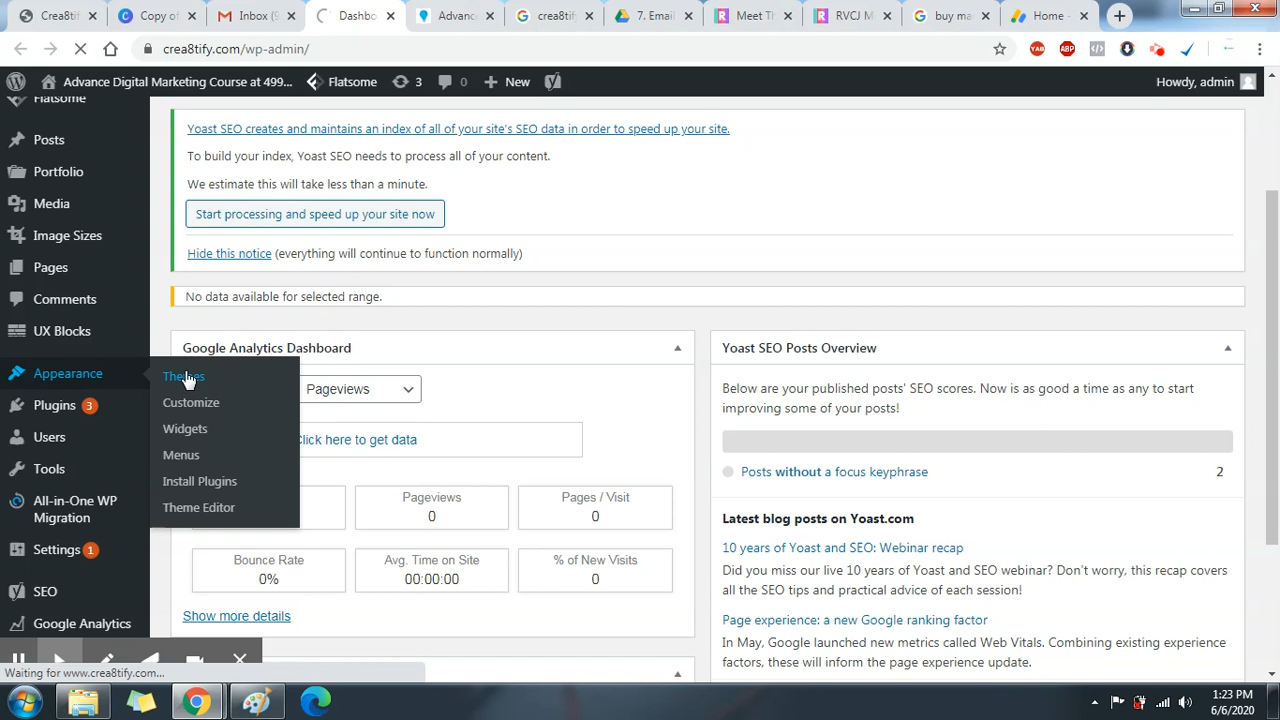 Crea8ti
Copy of
Inbox (9
Dashbo
Advanc
crea8tif
7. Email
Meet Th
RVCJ M
buy ma
Home -
crea8tify.com/wp-admin/
YAB
ABP
Advance Digital Marketing Course at 499...
Flatsome
3
0
New
Howdy, admin
Flatsome
Posts
Portfolio
Media
Image Sizes
Pages
Comments
UX Blocks
Appearance
Plugins 3
Users
Tools
All-in-One WP
Migration
Settings 1
SEO
Google Analytics
Themes
Customize
Widgets
Menus
Install Plugins
Theme Editor
Yoast SEO creates and maintains an index of all of your site's SEO data in order to speed up your site.
To build your index, Yoast SEO needs to process all of your content.
We estimate this will take less than a minute.
Start processing and speed up your site now
Hide this notice (everything will continue to function normally)
No data available for selected range.
Google Analytics Dashboard
Pageviews
Click here to get data
Pageviews
0
Pages / Visit
0
Bounce Rate
0%
Avg. Time on Site
00:00:00
% of New Visits
0
Show more details
Yoast SEO Posts Overview
Below are your published posts' SEO scores. Now is as good a time as any to start
improving some of your posts!
Posts without a focus keyphrase
2
Latest blog posts on Yoast.com
10 years of Yoast and SEO: Webinar recap
Did you miss our live 10 years of Yoast and SEO webinar? Don't worry, this recap covers
all the SEO tips and practical advice of each session!
Page experience: a new Google ranking factor
In May, Google launched new metrics called Web Vitals. Combining existing experience
factors, these will inform the page experience update.
Waiting for www.crea8tify.com...
1:23 PM
6/6/2020